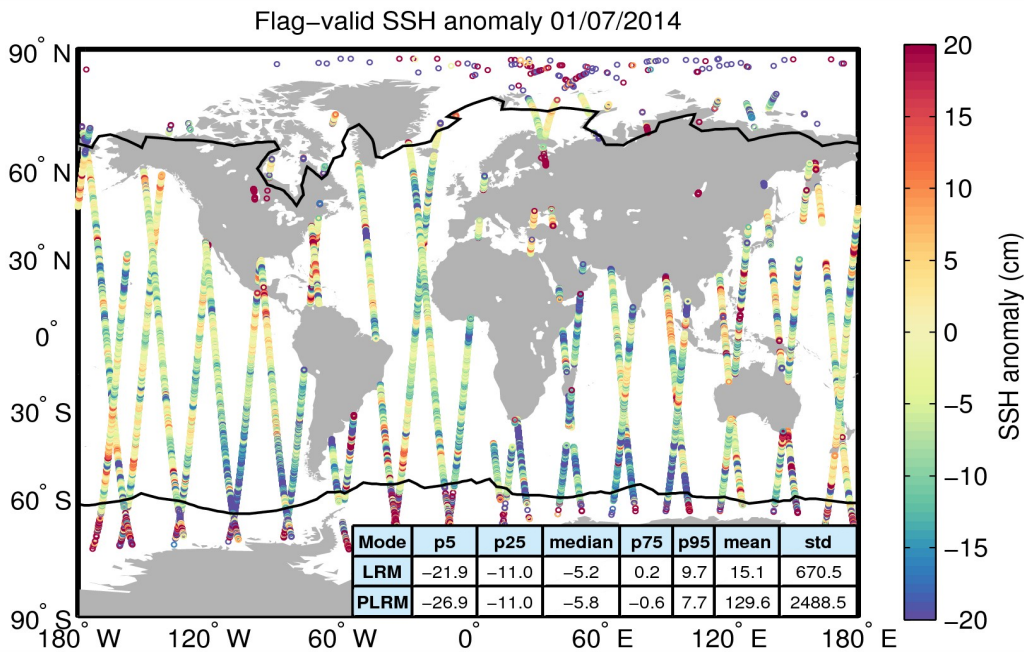 Flag−valid SSH anomaly 01/07/2014
90° N
60° N
30° N
0°
30° S
60° S
90° S
180° W 120° W 60° W 0° 60° E 120° E 180° E
Mode p5 p25 median p75 p95 mean std
LRM −21.9 −11.0 −5.2 0.2 9.7 15.1 670.5
PLRM −26.9 −11.0 −5.8 −0.6 7.7 129.6 2488.5
20
15
10
5
0
−5
−10
−15
−20
SSH anomaly (cm)